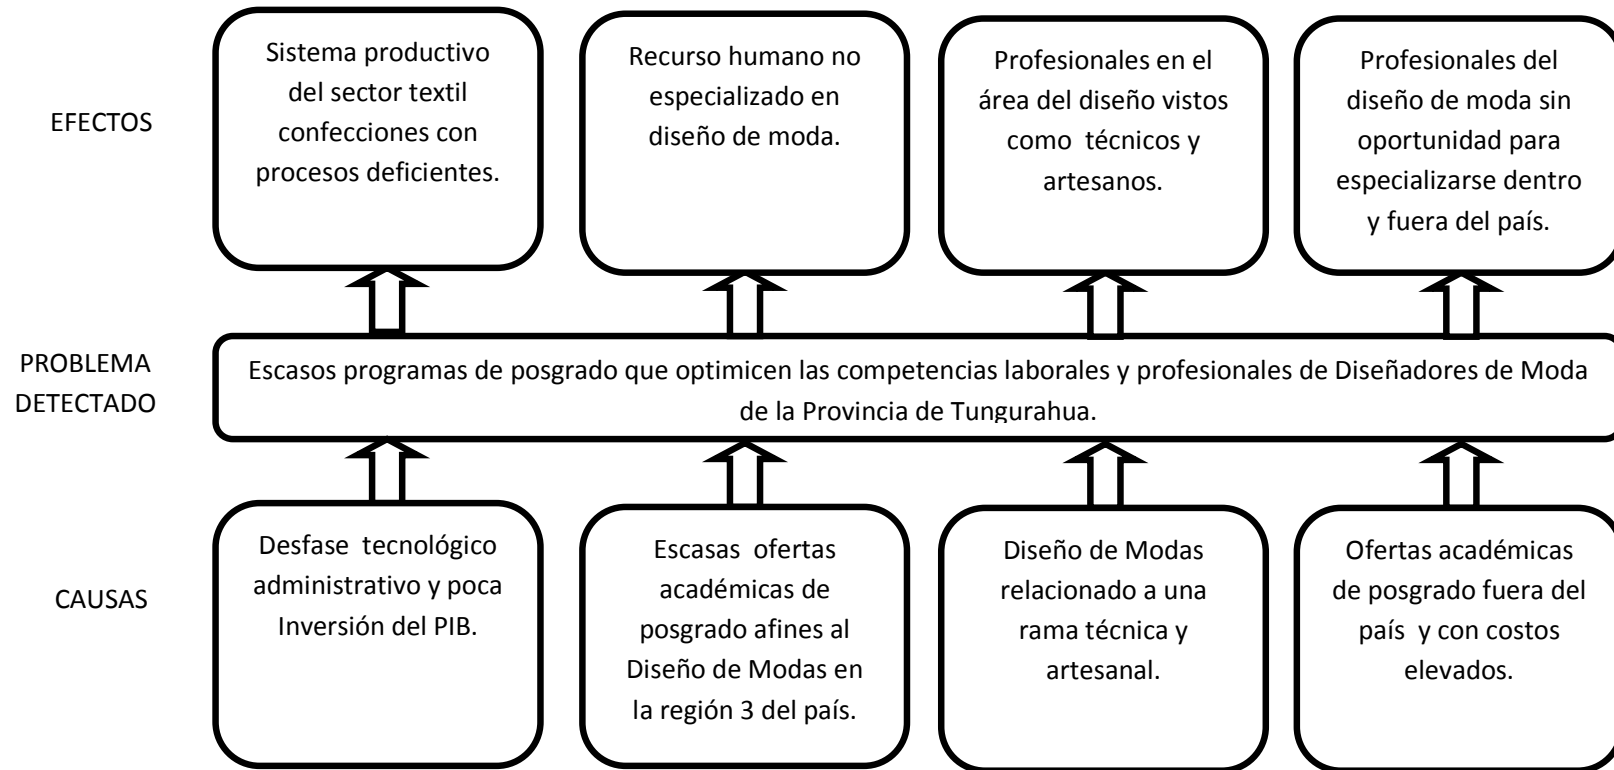 EFECTOS
Sistema productivo
del sector textil
confecciones con
procesos deficientes.
Recurso humano no
especializado en
diseño de moda.
Profesionales en el
área del diseño vistos
como técnicos y
artesanos.
Profesionales del
diseño de moda sin
oportunidad para
especializarse dentro
y fuera del país.
PROBLEMA
DETECTADO
Escasos programas de posgrado que optimicen las competencias laborales y profesionales de Diseñadores de Moda
de la Provincia de Tungurahua.
CAUSAS
Desfase tecnológico
administrativo y poca
Inversión del PIB.
Escasas ofertas
académicas de
posgrado afines al
Diseño de Modas en
la región 3 del país.
Diseño de Modas
relacionado a una
rama técnica y
artesanal.
Ofertas académicas
de posgrado fuera del
país y con costos
elevados.